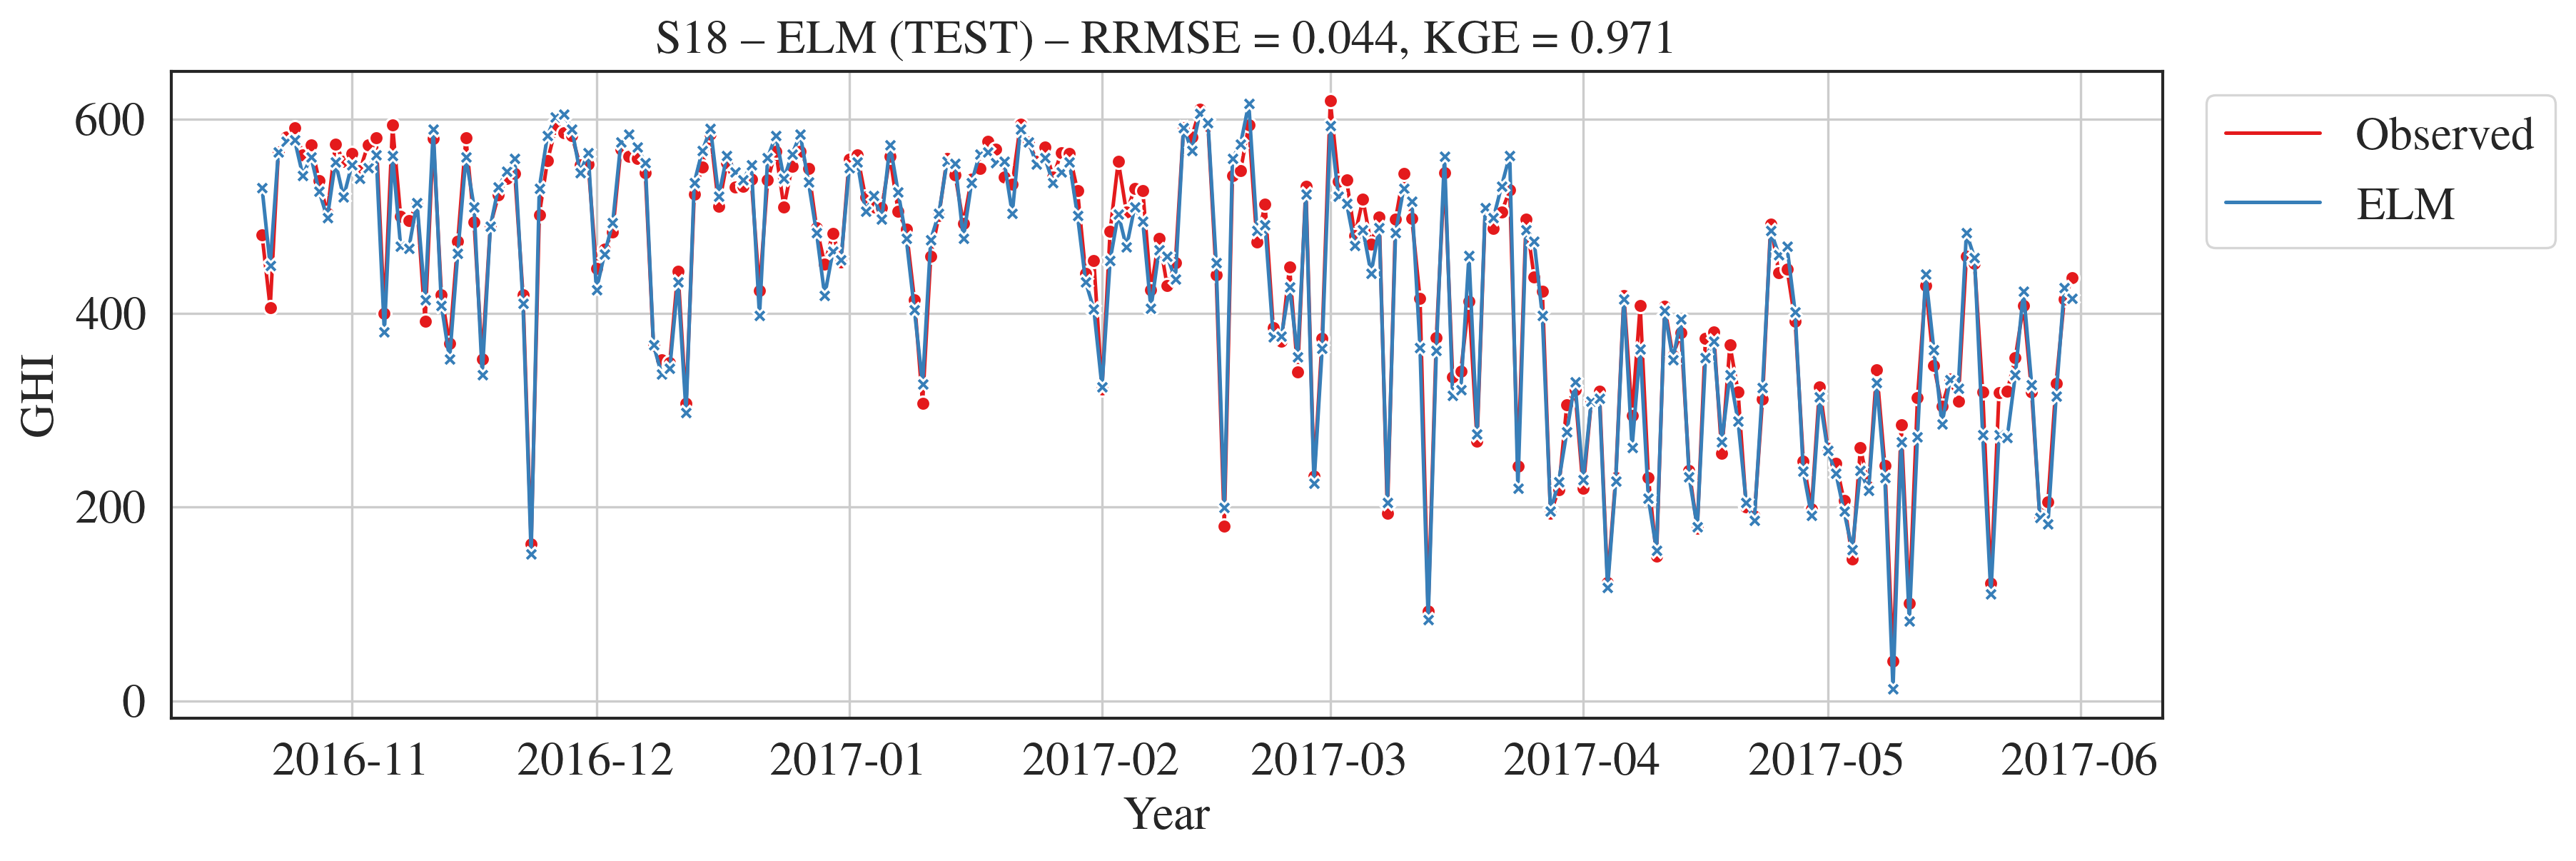 S18 – ELM (TEST) – RRMSE = 0.044, KGE = 0.971
Observed
ELM
GHI
600
400
200
0
2016-11 2016-12 2017-01 2017-02 2017-03 2017-04 2017-05 2017-06
Year